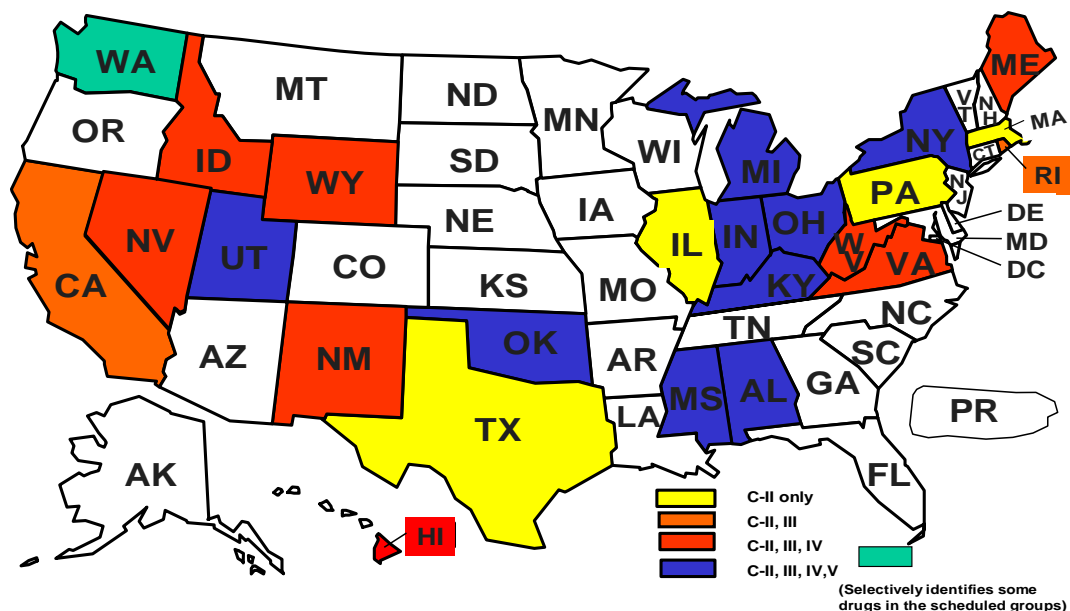 WA
MT
ND
MN
ME
OR
ID
SD
WI
MI
V
T
N
H
MA
NY
WY
CT
RI
NE
IA
PA
N
J
NV
UT
CO
IL
IN
OH
W
V
VA
DE
MD
DC
CA
KS
MO
KY
AZ
NM
OK
AR
TN
NC
SC
GA
MS
AL
LA
TX
PR
AK
FL
HI
C-II only
C-II, III
C-II, III, IV
C-II, III, IV,V
(Selectively identifies some
drugs in the scheduled groups)